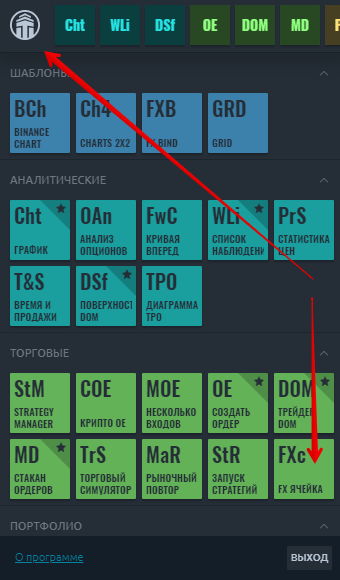 Cht WLi DSf OE DOM MD F
ШАБЛОНЫ
BCh Ch4 FXB GRD
BINANCE CHART CHARTS 2X2 FX BIND GRID
АНАЛИТИЧЕСКИЕ
Cht OAn FwC WLi PrS
ГРАФИК АНАЛИЗ ОПЦИОНОВ КРИВАЯ ВПЕРЕД СПИСОК НАБЛЮДЕНИ СТАТИСТИКА ЦЕН
T&S DSf TPO
ВРЕМЯ И ПРОДАЖИ ПОВЕРХНОСТ DOM ДИАГРАММА TPO
ТОРГОВЫЕ
StM COE MOE OE DOM
STRATEGY MANAGER КРИПТО OE НЕСКОЛЬКО ВХОДОВ СОЗДАТЬ ОРДЕР ТРЕЙДЕ DOM
MD TrS MaR StR FXc
СТАКАН ОРДЕРОВ ТОРГОВЫЙ СИМУЛЯТОР РЫНОЧНЫЙ ПОВТОР ЗАПУСК СТРАТЕГИЙ FX ЯЧЕЙКА
ПОРТФОЛИО
О программе ВЫХОД